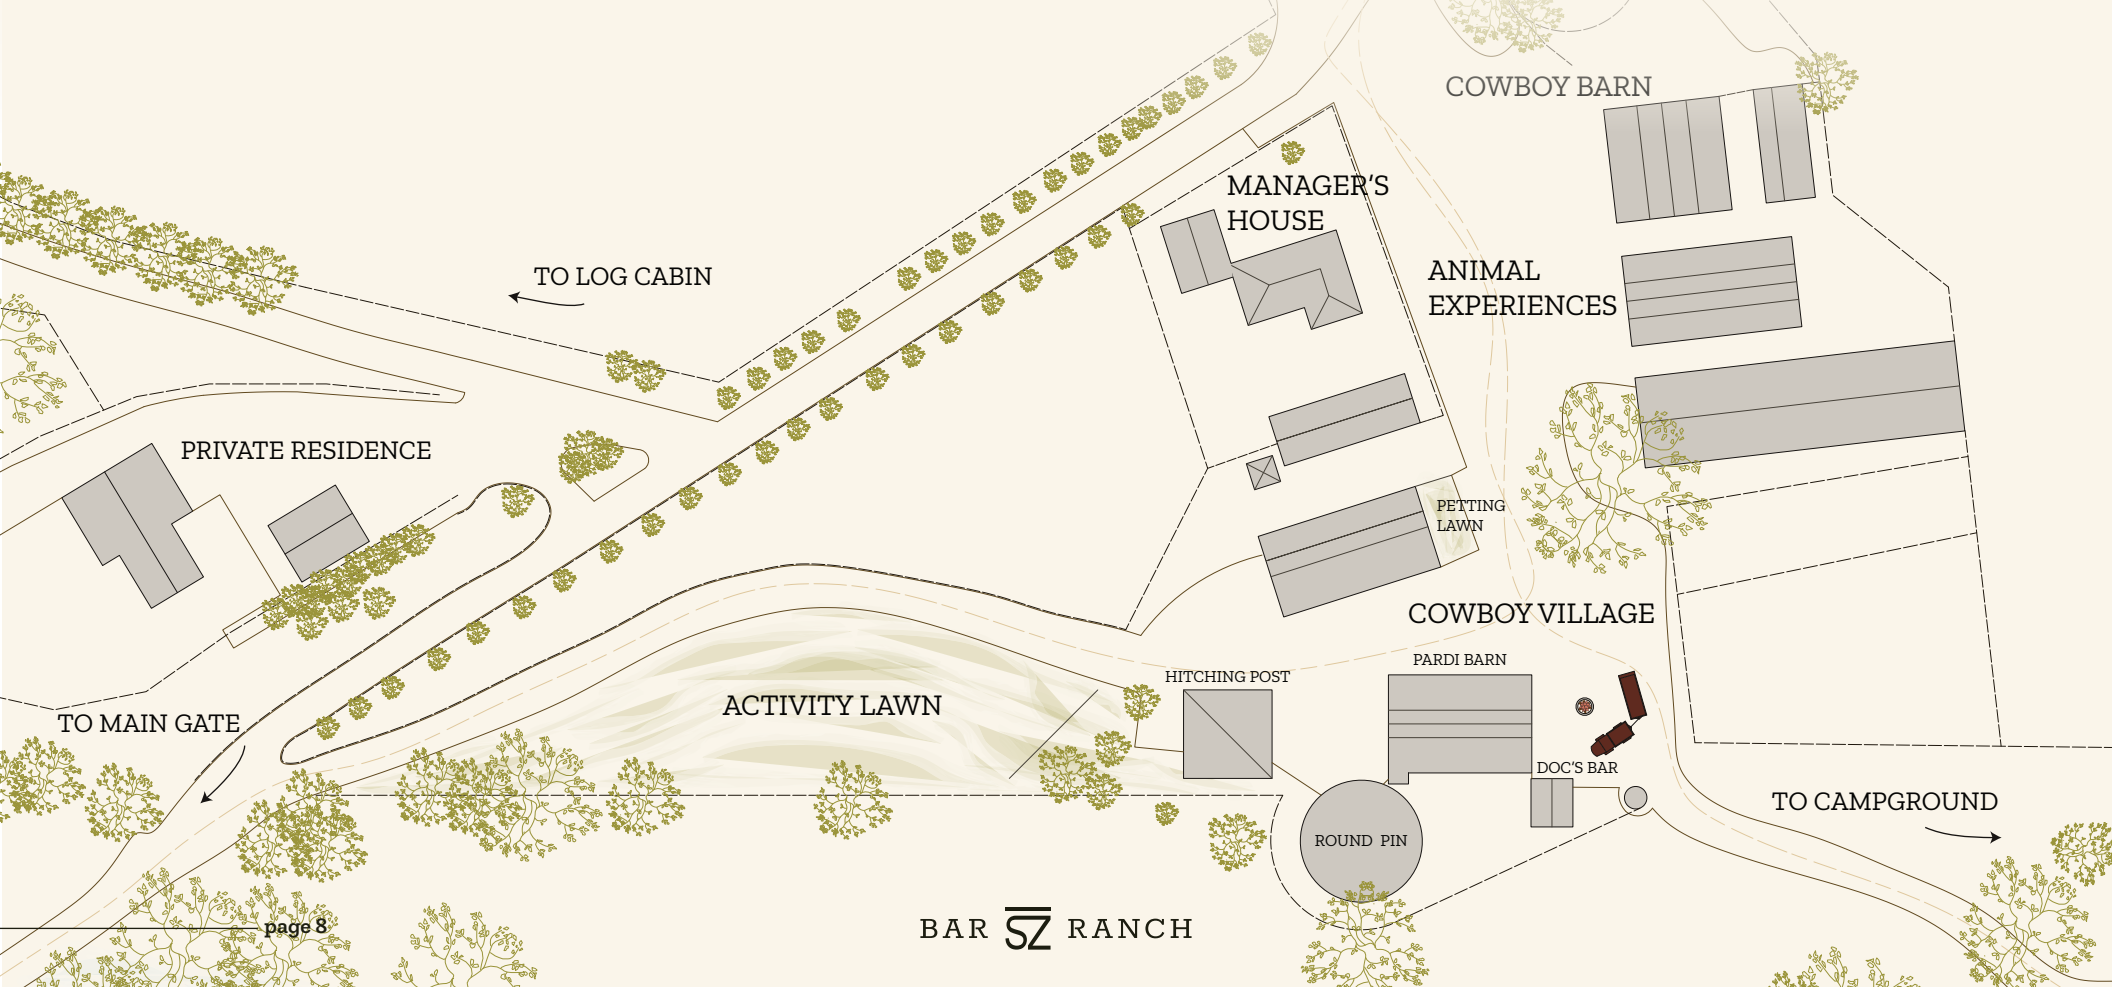 COWBOY BARN
MANAGER'S
HOUSE
ANIMAL
EXPERIENCES
TO LOG CABIN
PRIVATE RESIDENCE
PETTING
LAWN
COWBOY VILLAGE
PARDI BARN
HITCHING POST
ACTIVITY LAWN
TO MAIN GATE
DOC'S BAR
TO CAMPGROUND
ROUND PIN
page 8
BAR SZ RANCH